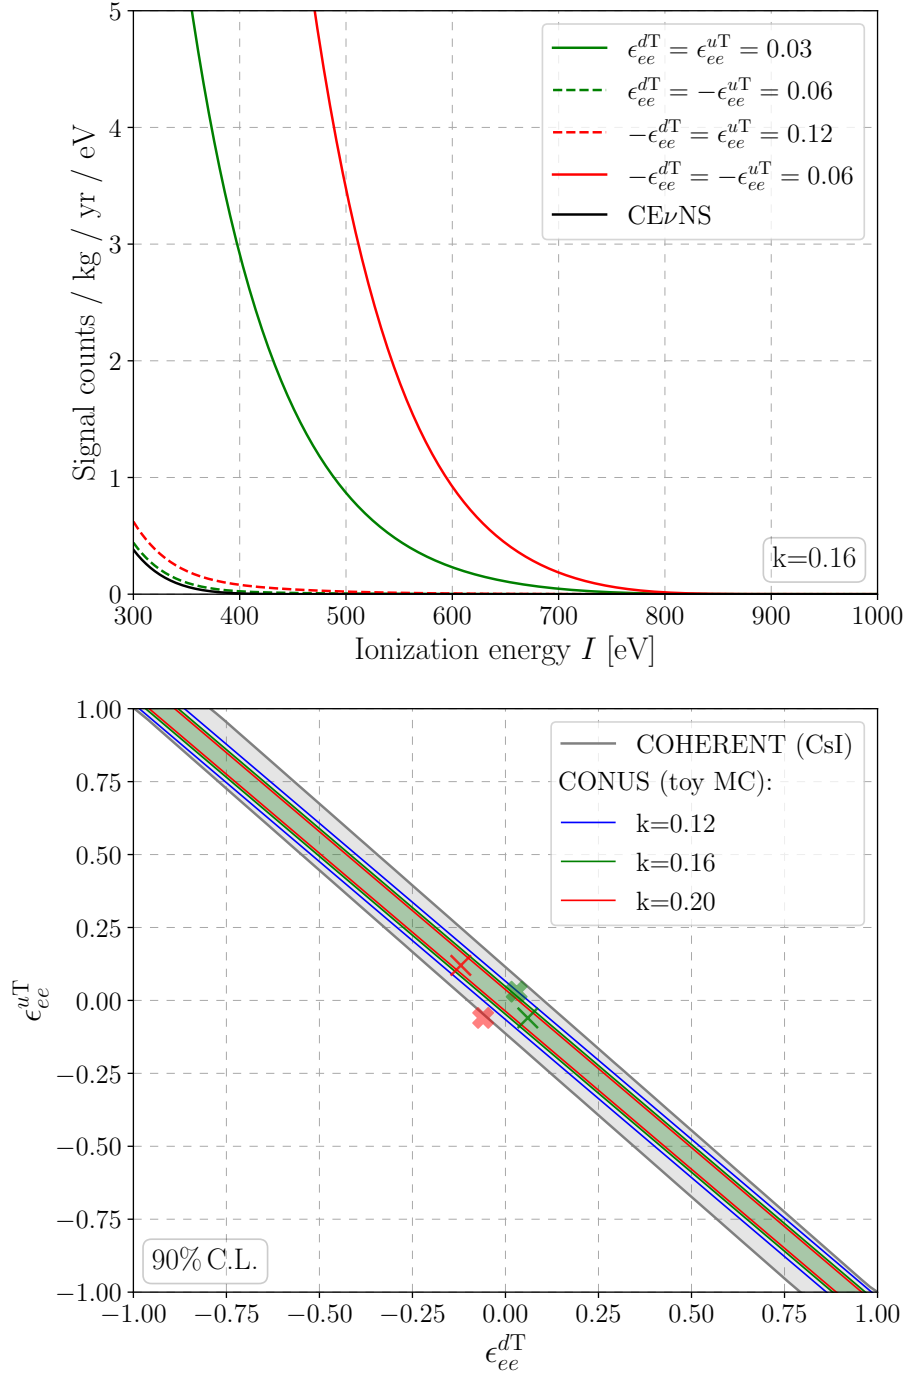 5
4
3
2
1
0
Signal counts / kg / yr / eV
ϵ_{ee}^{dT} = ϵ_{ee}^{uT} = 0.03
ϵ_{ee}^{dT} = −ϵ_{ee}^{uT} = 0.06
−ϵ_{ee}^{dT} = ϵ_{ee}^{uT} = 0.12
−ϵ_{ee}^{dT} = −ϵ_{ee}^{uT} = 0.06
CEνNS
k=0.16
300 400 500 600 700 800 900 1000
Ionization energy I [eV]
1.00
0.75
0.50
0.25
0.00
−0.25
−0.50
−0.75
−1.00
ϵ_{ee}^{uT}
COHERENT (CsI)
CONUS (toy MC):
k=0.12
k=0.16
k=0.20
90% C.L.
−1.00 −0.75 −0.50 −0.25 0.00 0.25 0.50 0.75 1.00
ϵ_{ee}^{dT}